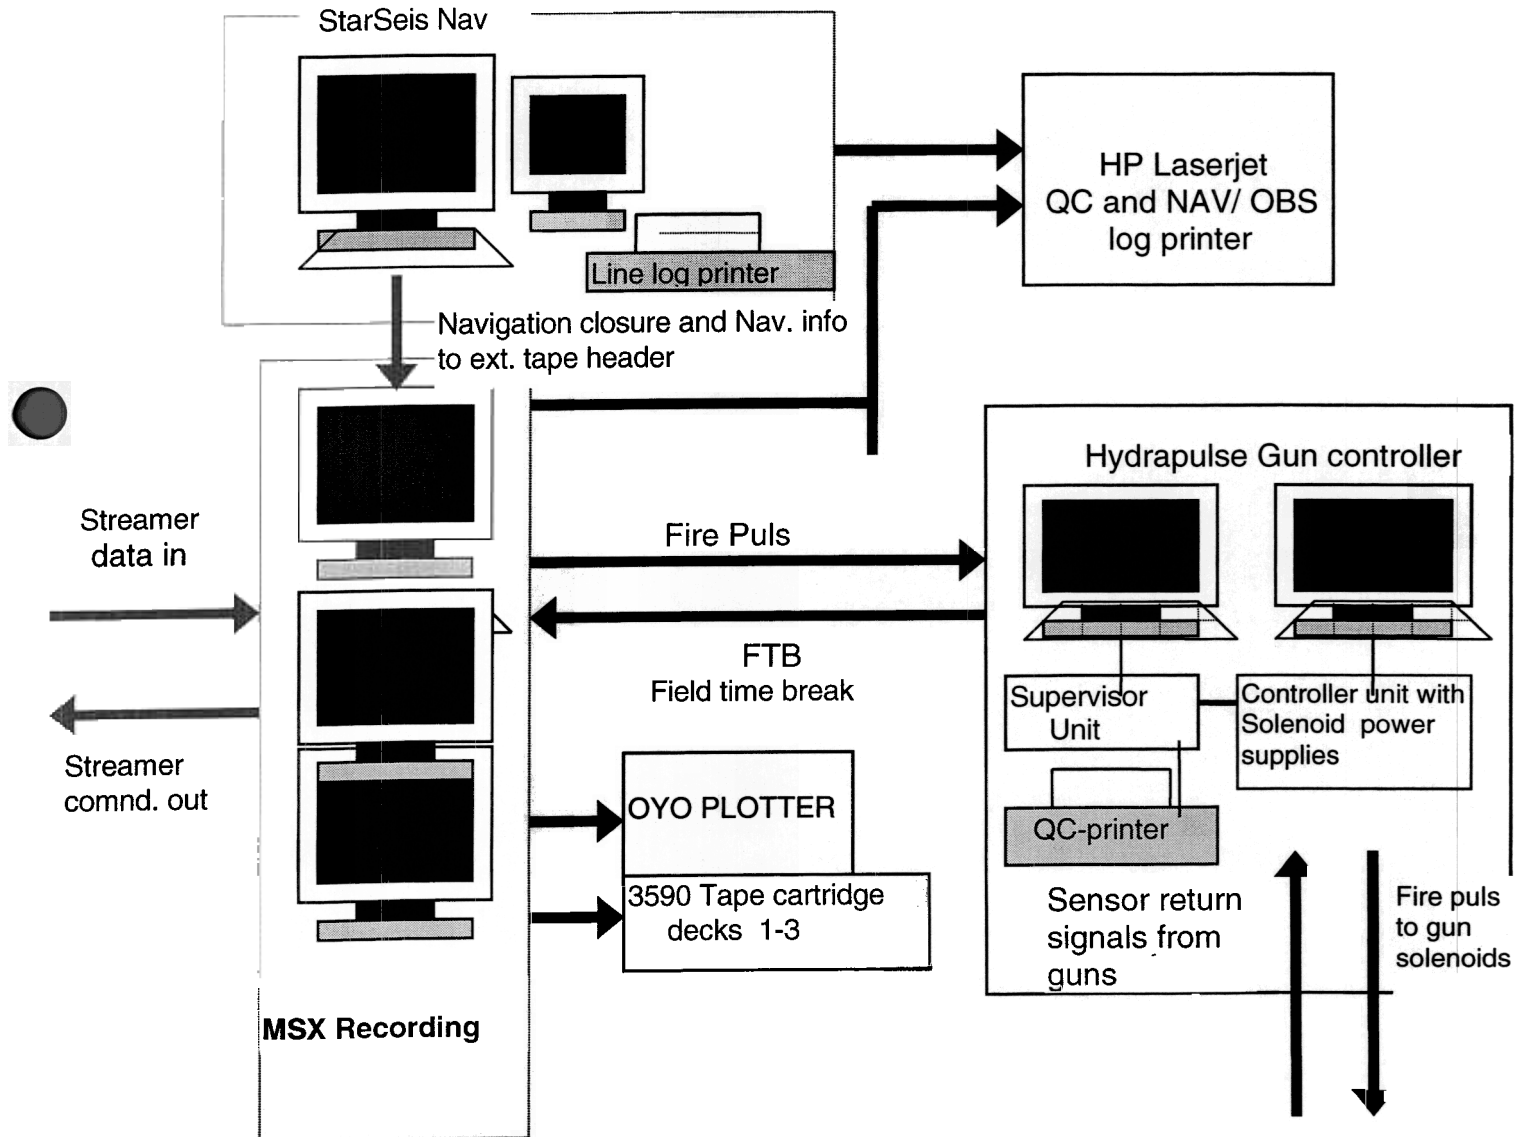 StarSeis Nav
Line log printer
HP Laserjet
QC and NAV/ OBS
log printer
Navigation closure and Nav. info
to ext. tape header
Hydrapulse Gun controller
Streamer
data in
Fire Puls
FTB
Field time break
Supervisor
Unit
Controller unit with
Solenoid power
supplies
Streamer
comnd. out
OYO PLOTTER
QC-printer
3590 Tape cartridge
decks 1-3
Sensor return
signals from
guns
Fire puls
to gun
solenoids
MSX Recording